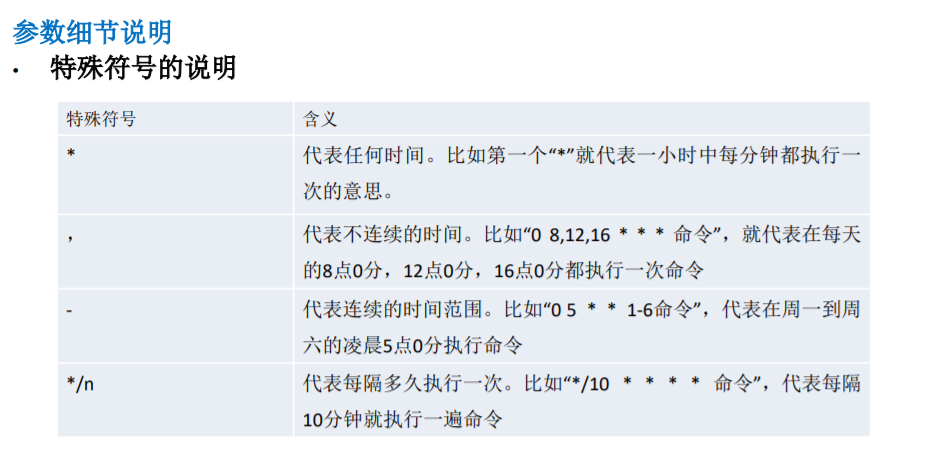 参数细节说明
• 特殊符号的说明
特殊符号 含义
* 代表任何时间。比如第一个“*”就代表一小时中每分钟都执行一
次的意思。
， 代表不连续的时间。比如“0 8,12,16 * * * 命令”，就代表在每天
的8点0分，12点0分，16点0分都执行一次命令
- 代表连续的时间范围。比如“0 5 * * 1-6命令”，代表在周一到周
六的凌晨5点0分执行命令
*/n 代表每隔多久执行一次。比如“*/10 * * * * 命令”，代表每隔
10分钟就执行一遍命令